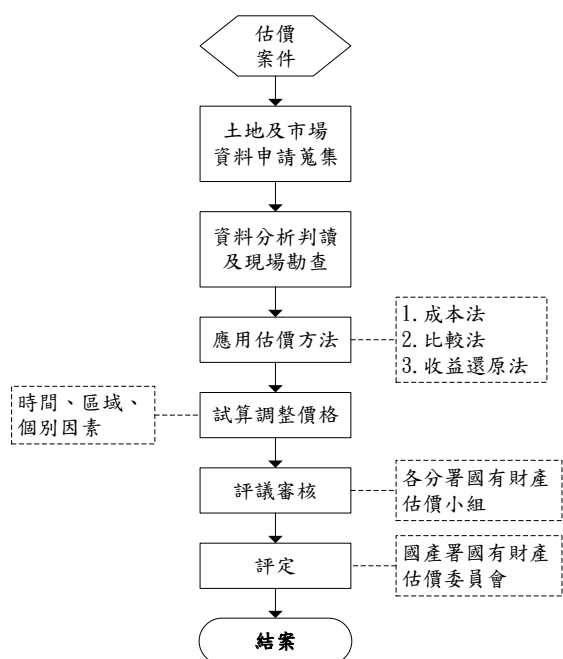 估價
案件
土地及市場
資料申請蒐集
資料分析判讀
及現場勘查
應用估價方法
1.成本法
2.比較法
3.收益還原法
時間、區域、
個別因素
試算調整價格
評議審核
各分署國有財產
估價小組
評定
國產署國有財產
估價委員會
結案